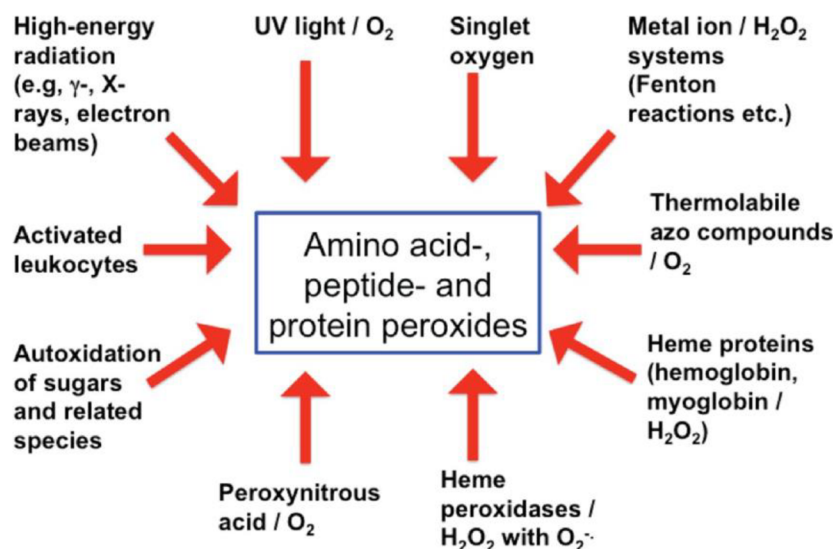 High-energy
radiation
(e.g, γ-, X-
rays, electron
beams)
UV light / O₂
Singlet
oxygen
Metal ion / H₂O₂
systems
(Fenton
reactions etc.)
Activated
leukocytes
Amino acid-,
peptide- and
protein peroxides
Thermolabile
azo compounds
/ O₂
Autoxidation
of sugars
and related
species
Heme proteins
(hemoglobin,
myoglobin /
H₂O₂)
Peroxynitrous
acid / O₂
Heme
peroxidases /
H₂O₂ with O₂⁻·